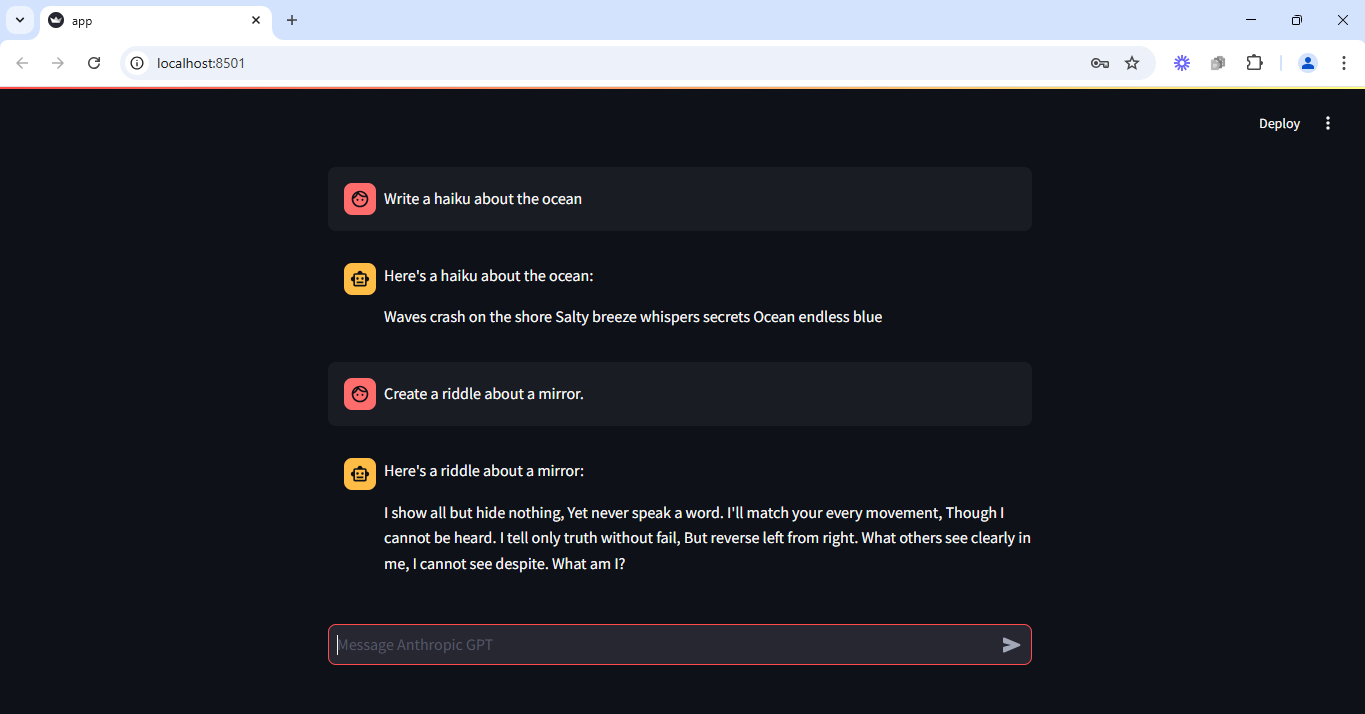 app
localhost:8501
Deploy
Write a haiku about the ocean
Here's a haiku about the ocean:
Waves crash on the shore Salty breeze whispers secrets Ocean endless blue
Create a riddle about a mirror.
Here's a riddle about a mirror:
I show all but hide nothing, Yet never speak a word. I'll match your every movement, Though I
cannot be heard. I tell only truth without fail, But reverse left from right. What others see clearly in
me, I cannot see despite. What am I?
Message Anthropic GPT